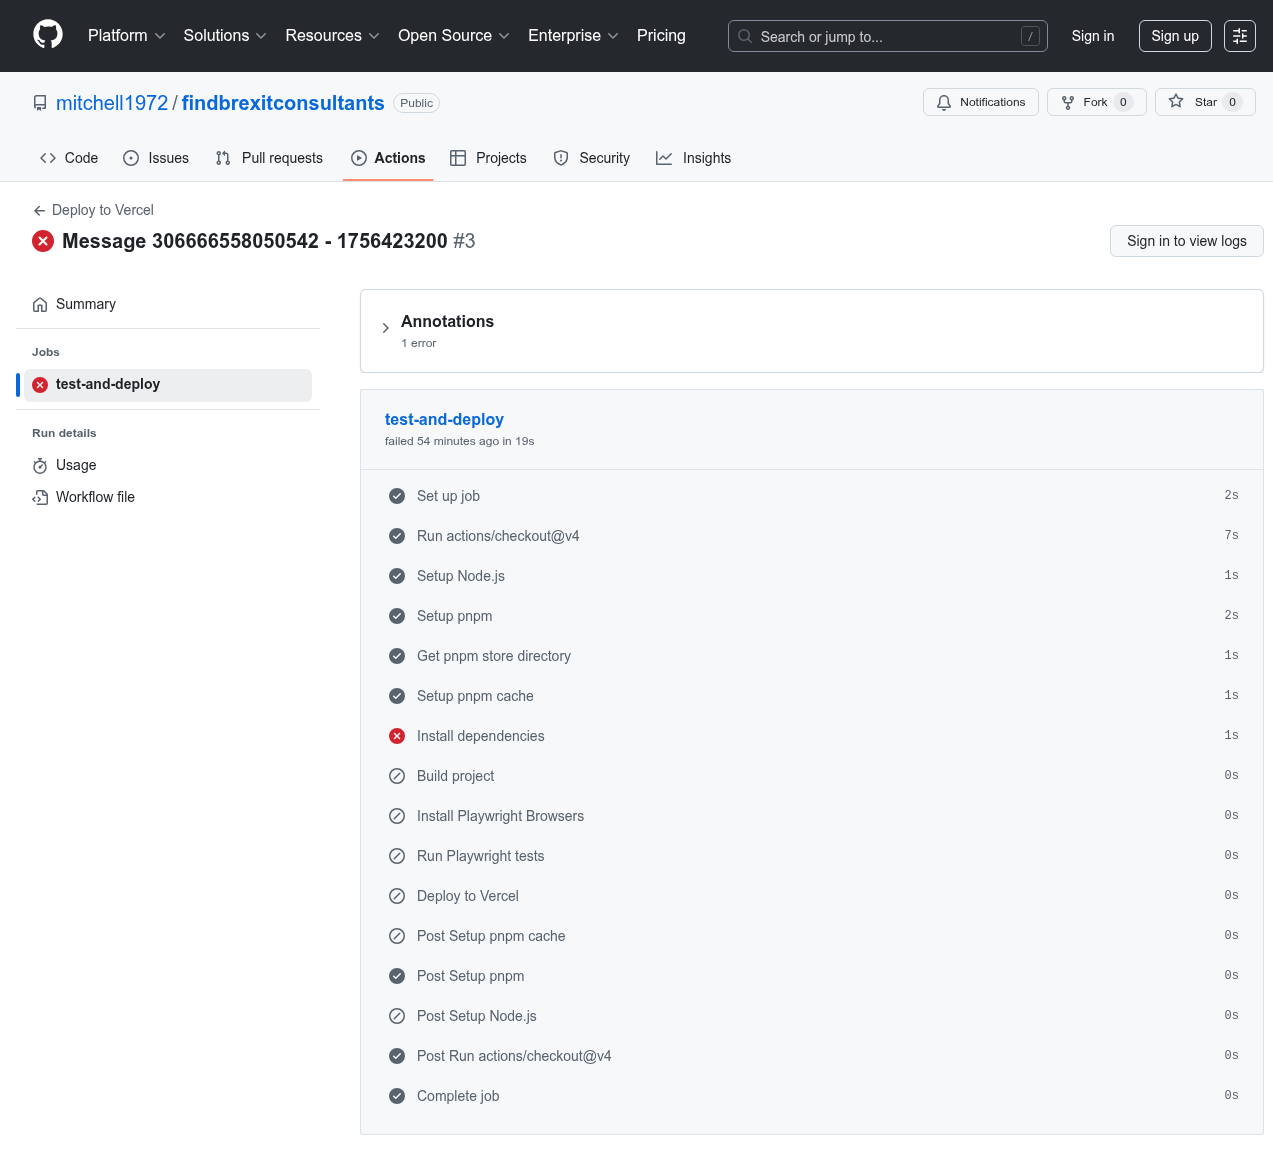 Platform Solutions Resources Open Source Enterprise Pricing Search or jump to... / Sign in Sign up
mitchell1972 / findbrexitconsultants Public Notifications Fork 0 Star 0
Code Issues Pull requests Actions Projects Security Insights
Deploy to Vercel
Message 306666558050542 - 1756423200 #3 Sign in to view logs
Summary
Jobs
test-and-deploy
Run details
Usage
Workflow file
Annotations
1 error
test-and-deploy
failed 54 minutes ago in 19s
Set up job 2s
Run actions/checkout@v4 7s
Setup Node.js 1s
Setup pnpm 2s
Get pnpm store directory 1s
Setup pnpm cache 1s
Install dependencies 1s
Build project 0s
Install Playwright Browsers 0s
Run Playwright tests 0s
Deploy to Vercel 0s
Post Setup pnpm cache 0s
Post Setup pnpm 0s
Post Setup Node.js 0s
Post Run actions/checkout@v4 0s
Complete job 0s